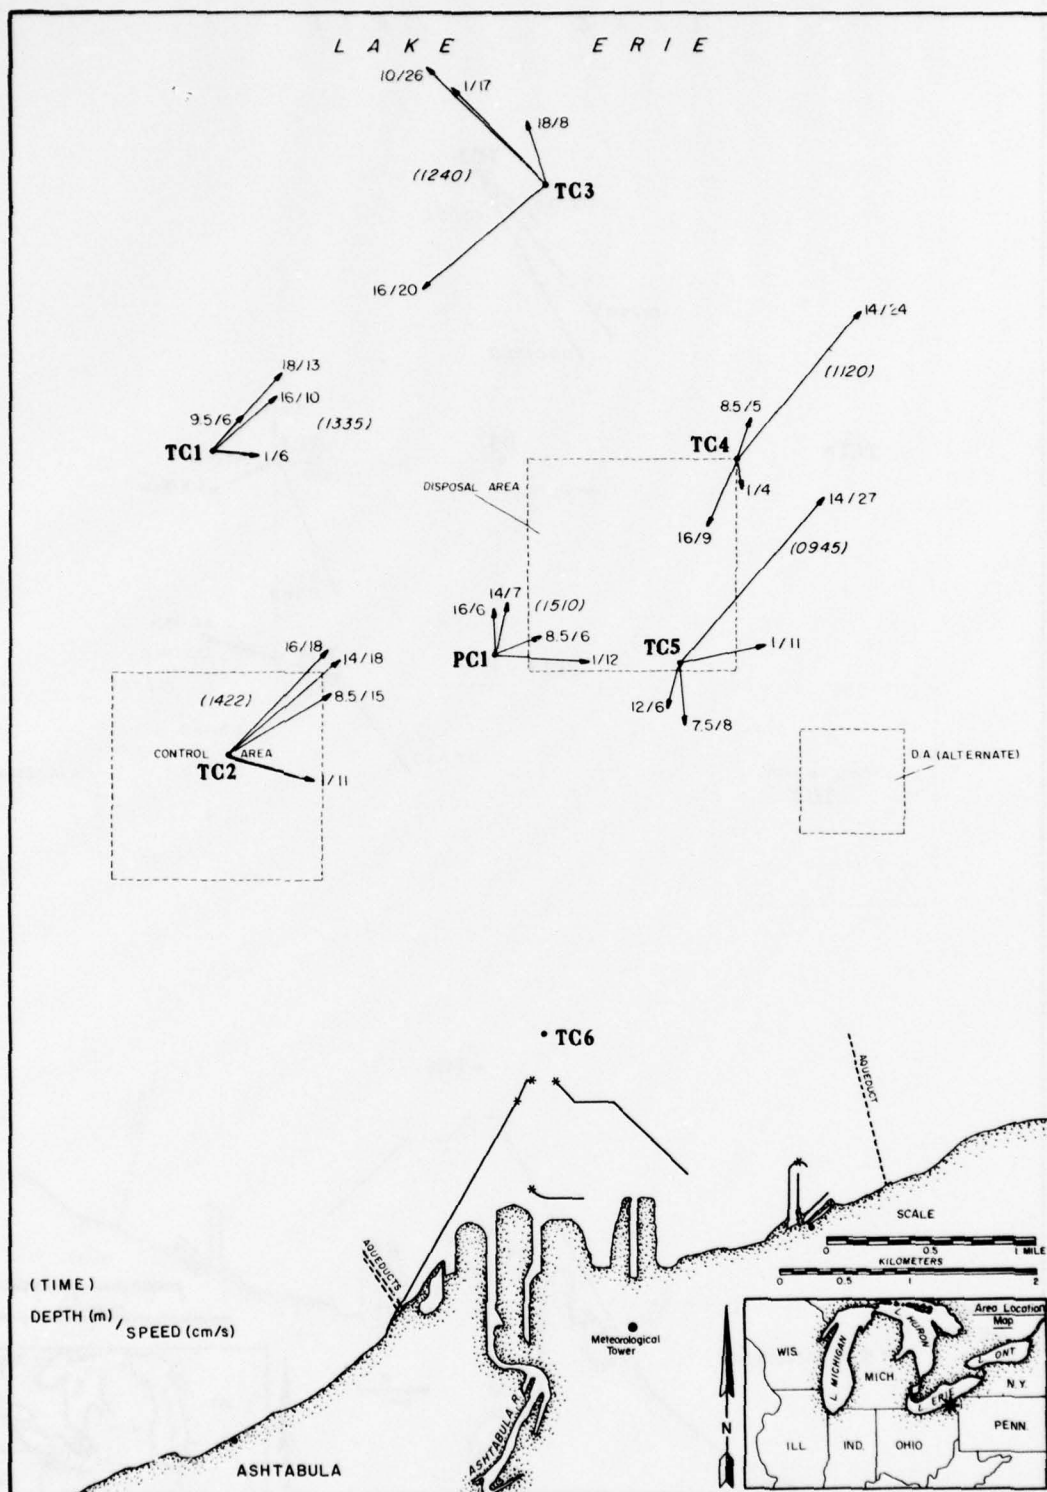 LAKE ERIE
10/26
1/17
18/8
(1240)
TC3
16/20
14/24
(1120)
18/13
16/10
9.5/6
(1335)
TC1
1/6
8.5/5
TC4
1/4
16/9
DISPOSAL AREA
14/27
(0945)
14/7
16/6
(1510)
8.5/6
PC1
1/12
TC5
1/11
12/6
7.5/8
16/18
14/18
(1422)
8.5/15
CONTROL AREA
TC2
1/11
D.A. (ALTERNATE)
TC6
AQUEDUCT
AQUEDUCTS
SCALE
0 0.5 1 MILE
KILOMETERS
0 0.5 1 2
(TIME)
DEPTH (m)/SPEED (cm/s)
Meteorological
Tower
ASHTABULA R.
ASHTABULA
N
Area Location
Map
WIS.
L. MICHIGAN
HURON
MICH.
L. ONT
N.Y.
L. ERIE
PENN.
ILL.
IND.
OHIO